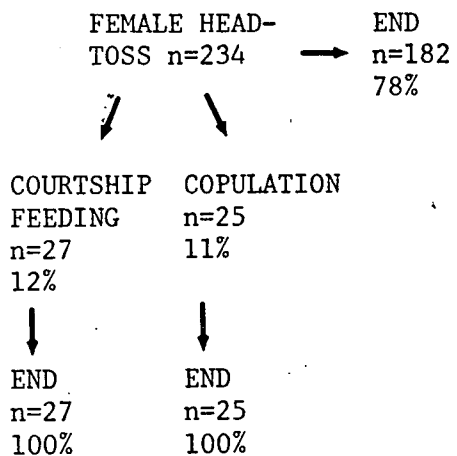 FEMALE HEAD-
TOSS n=234
END
n=182
78%
COURTSHIP
FEEDING
n=27
12%
COPULATION
n=25
11%
END
n=27
100%
END
n=25
100%